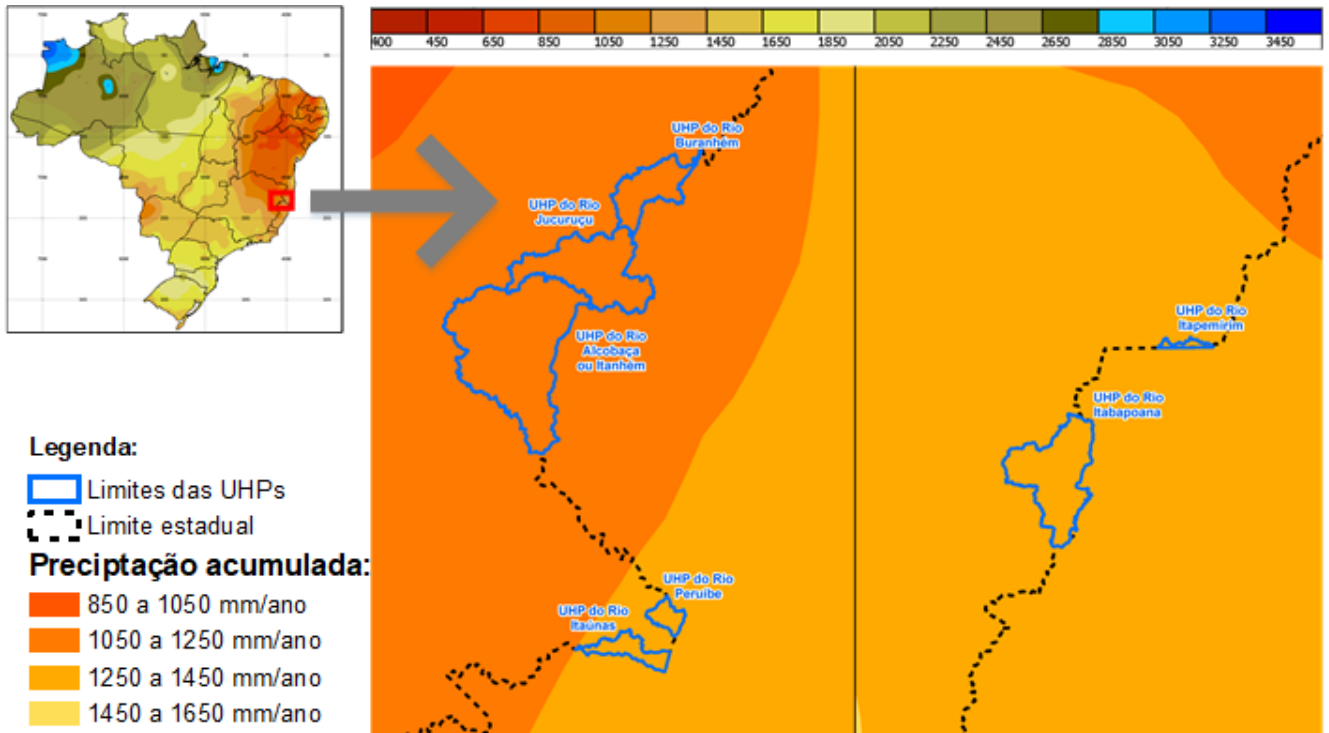 400 450 650 850 1050 1250 1450 1650 1850 2050 2250 2450 2650 2850 3050 3250 3450
UHP do Rio
Buranhém
UHP do Rio
Jucuruçu
UHP do Rio
Alcobaça
ou Itanhém
UHP do Rio
Peruíbe
UHP do Rio
Itaúnas
UHP do Rio
Itapemirim
UHP do Rio
Itabapoana
Legenda:
Limites das UHPs
Limite estadual
Preciptação acumulada:
850 a 1050 mm/ano
1050 a 1250 mm/ano
1250 a 1450 mm/ano
1450 a 1650 mm/ano